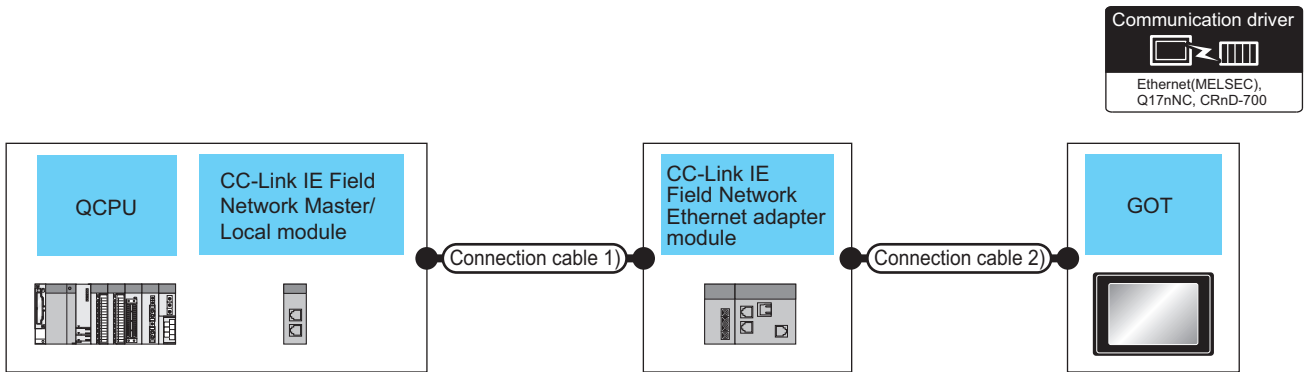 Communication driver
Ethernet(MELSEC),
Q17nNC, CRnD-700
QCPU
CC-Link IE Field
Network Master/
Local module
Connection cable 1)
CC-Link IE
Field Network
Ethernet adapter
module
Connection cable 2)
GOT